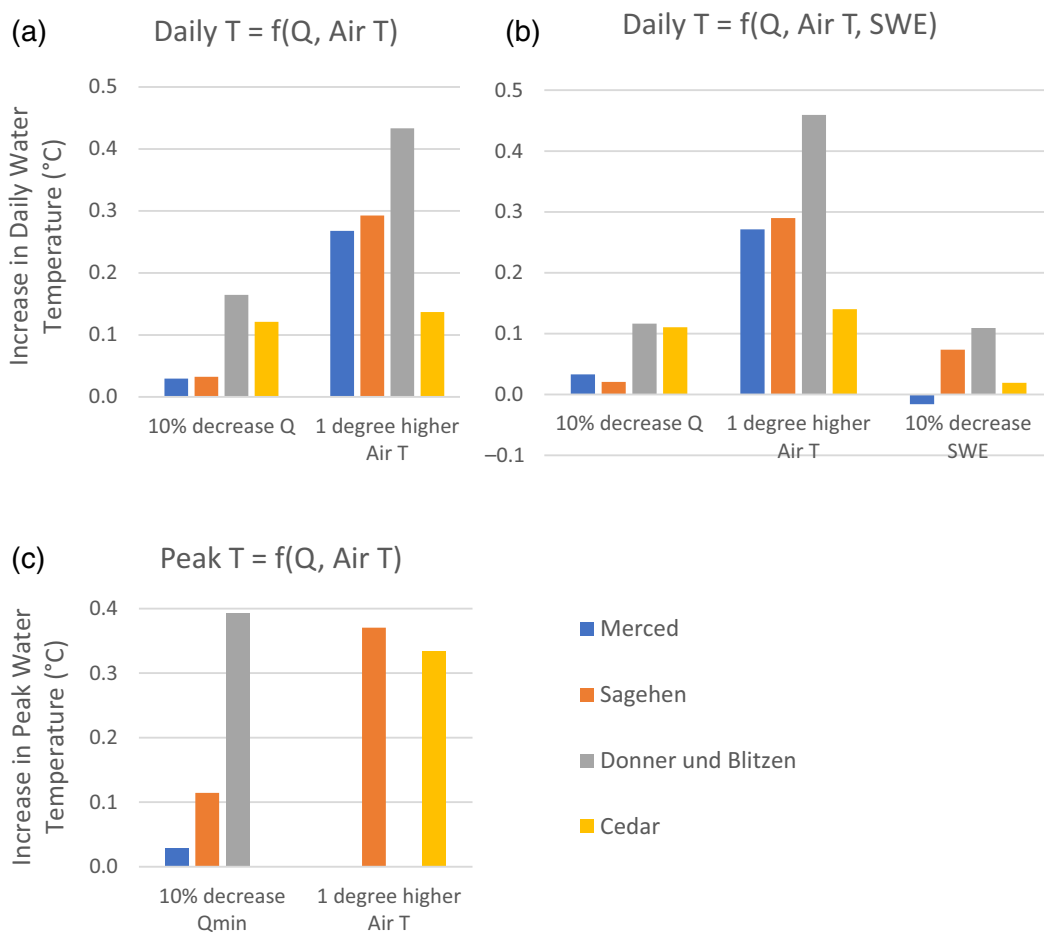 (a)
Daily T = f(Q, Air T)
Increase in Daily Water
Temperature (°C)
0.5
0.4
0.3
0.2
0.1
0.0
10% decrease Q
1 degree higher
Air T
(b)
Daily T = f(Q, Air T, SWE)
0.5
0.4
0.3
0.2
0.1
0.0
–0.1
10% decrease Q
1 degree higher
Air T
10% decrease
SWE
(c)
Peak T = f(Q, Air T)
Increase in Peak Water
Temperature (°C)
0.4
0.3
0.2
0.1
0.0
10% decrease
Qmin
1 degree higher
Air T
Merced
Sagehen
Donner und Blitzen
Cedar